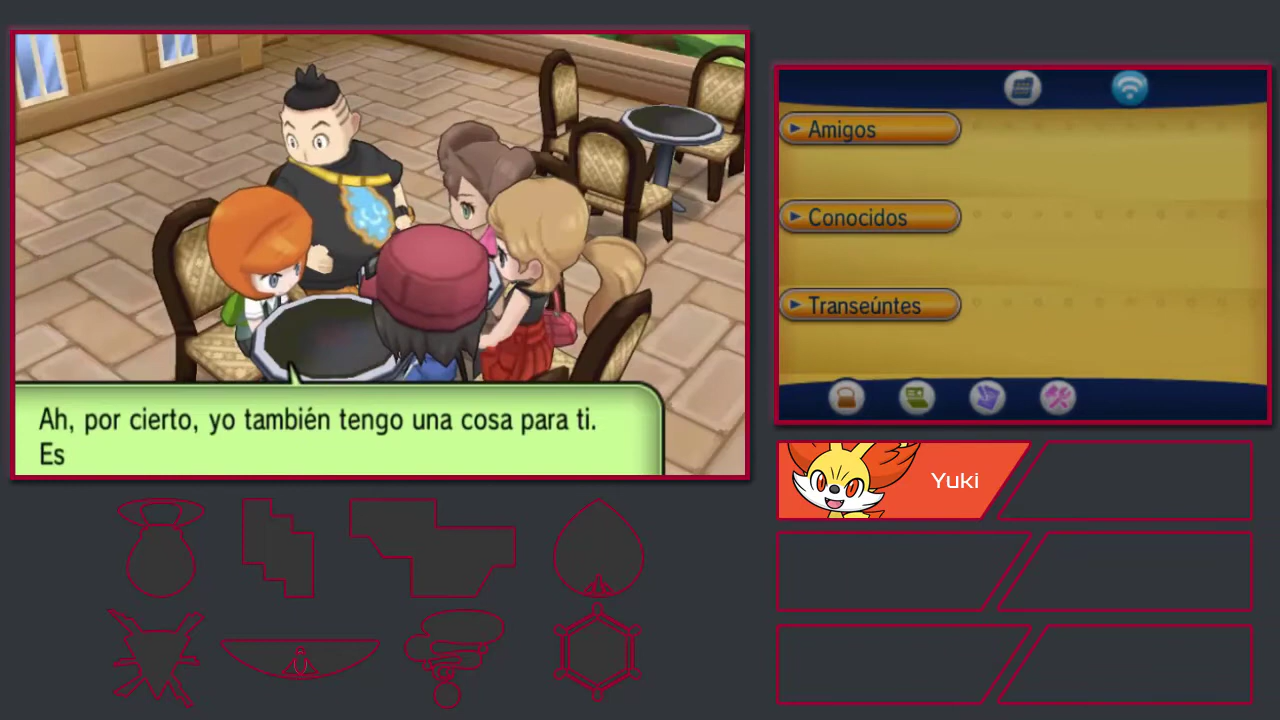 Ah, por cierto, yo también tengo una cosa para ti.
Es
Amigos
Conocidos
Transeúntes
Yuki